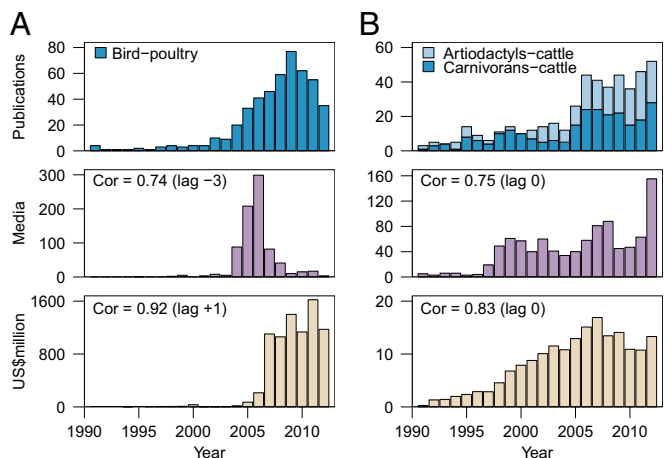 A
B
Publications
80
60
40
20
0
Bird−poultry
60
40
20
0
Artiodactyls−cattle
Carnivorans−cattle
Media
300
200
100
0
Cor = 0.74 (lag −3)
160
120
80
40
0
Cor = 0.75 (lag 0)
US$million
1600
800
0
Cor = 0.92 (lag +1)
20
10
0
Cor = 0.83 (lag 0)
1990 1995 2000 2005 2010
Year
1990 1995 2000 2005 2010
Year